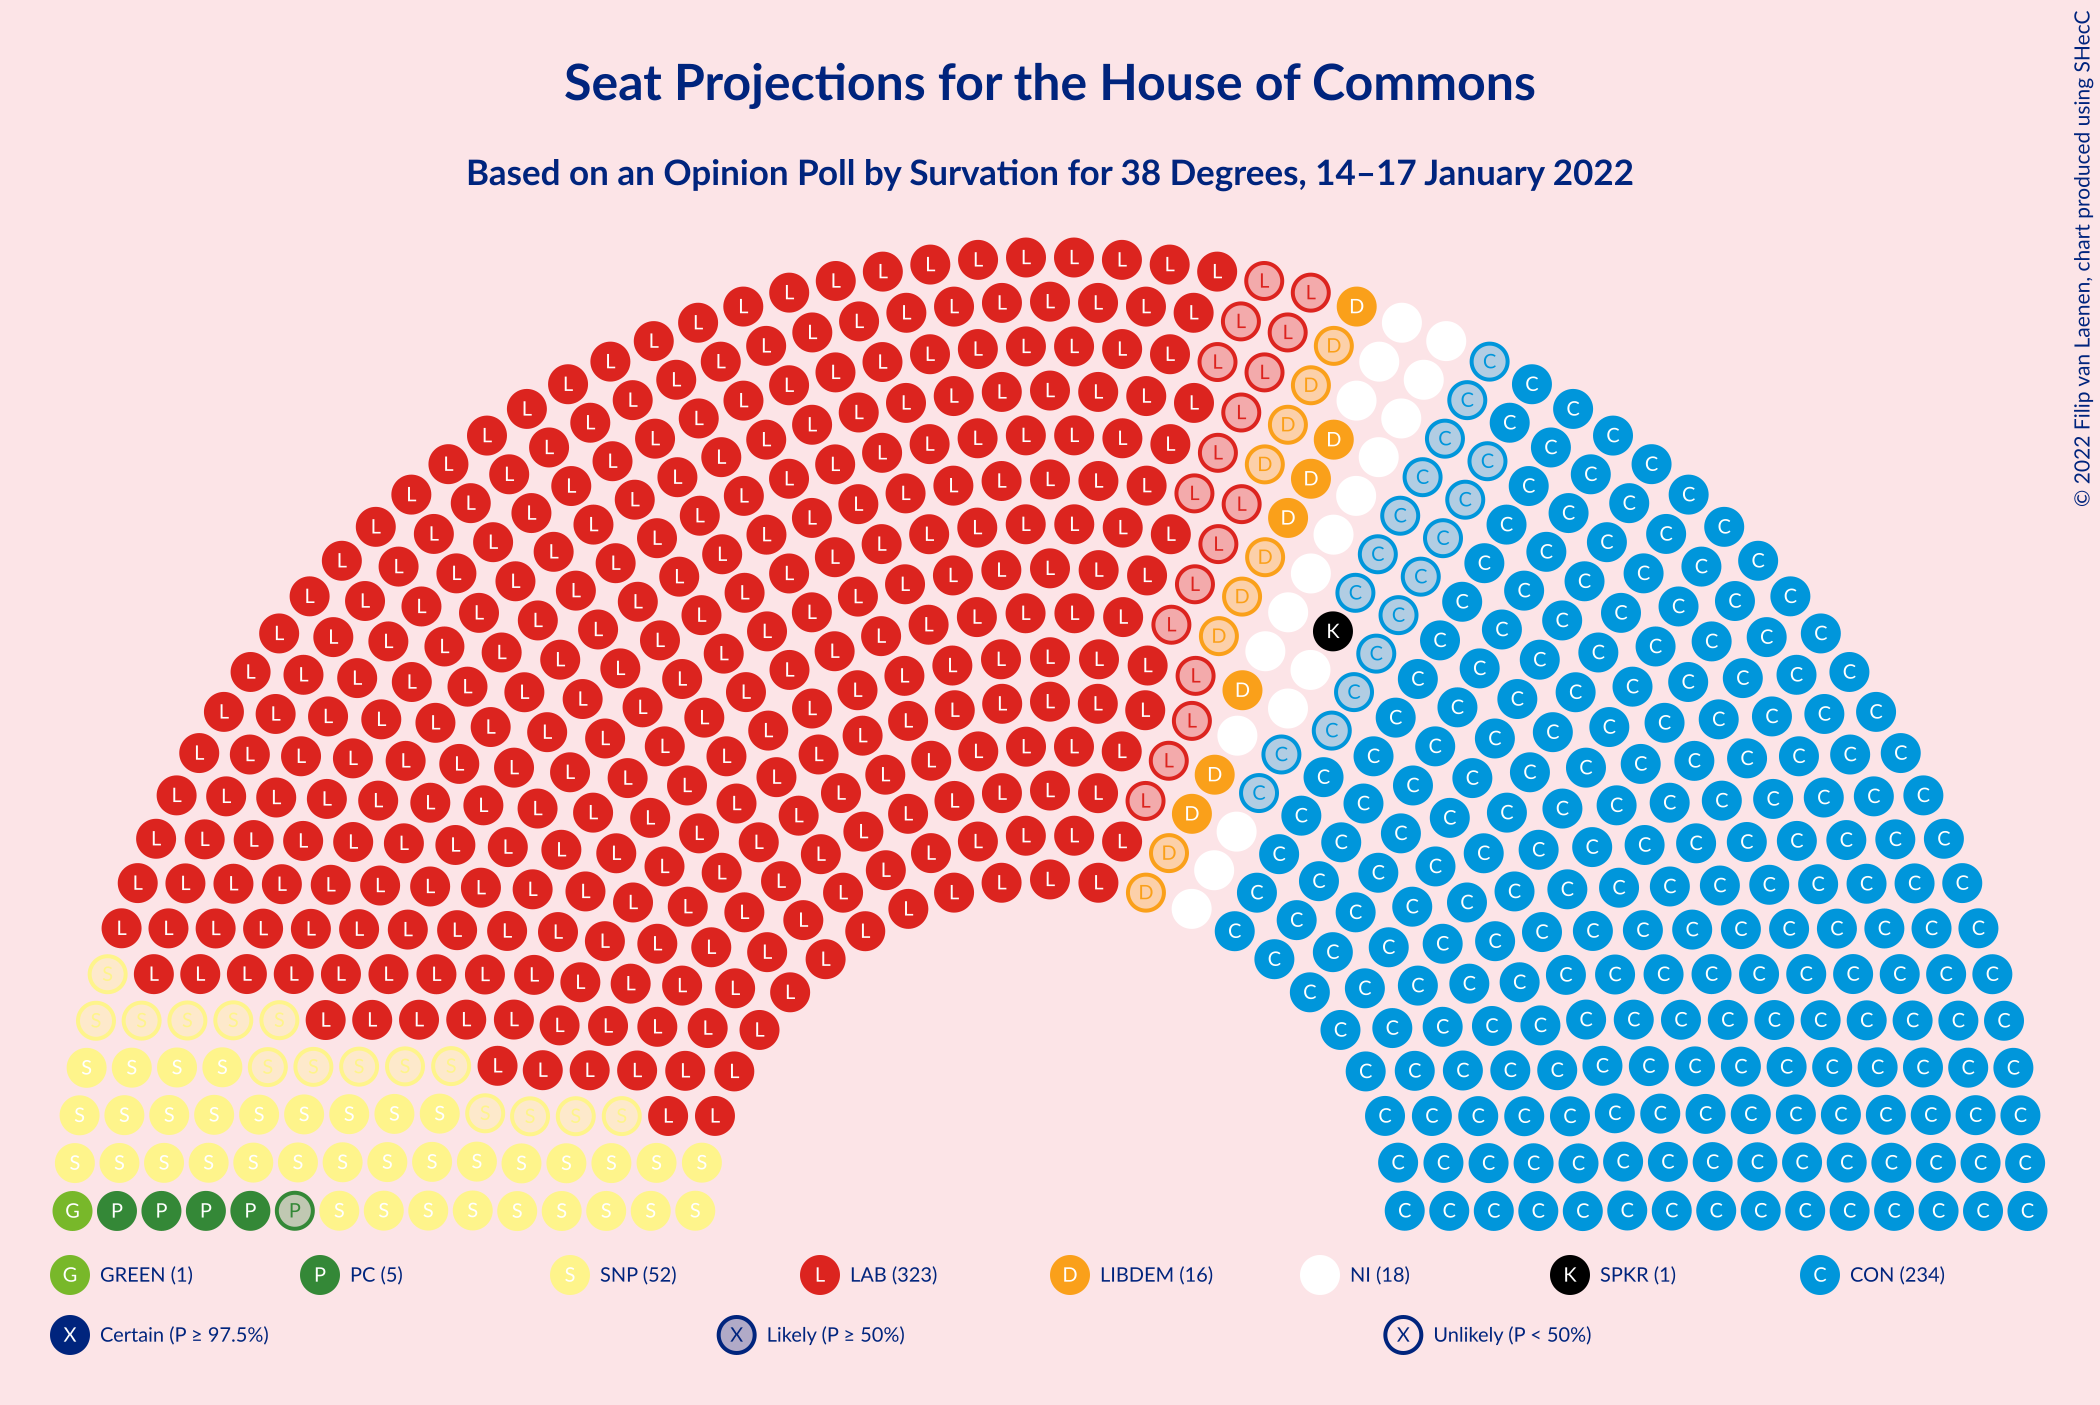 Seat Projections for the House of Commons
Based on an Opinion Poll by Survation for 38 Degrees, 14–17 January 2022
© 2022 Filip van Laenen, chart produced using SHecC
G GREEN (1) P PC (5) S SNP (52) L LAB (323) D LIBDEM (16) NI (18) K SPKR (1) C CON (234)
X Certain (P ≥ 97.5%) X Likely (P ≥ 50%) X Unlikely (P < 50%)